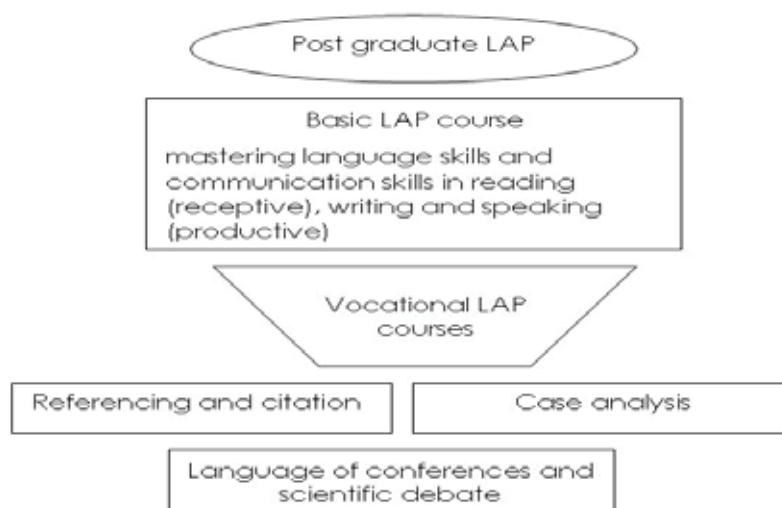 Post graduate LAP
Basic LAP course
mastering language skills and
communication skills in reading
(receptive), writing and speaking
(productive)
Vocational LAP
courses
Referencing and citation
Case analysis
Language of conferences and
scientific debate